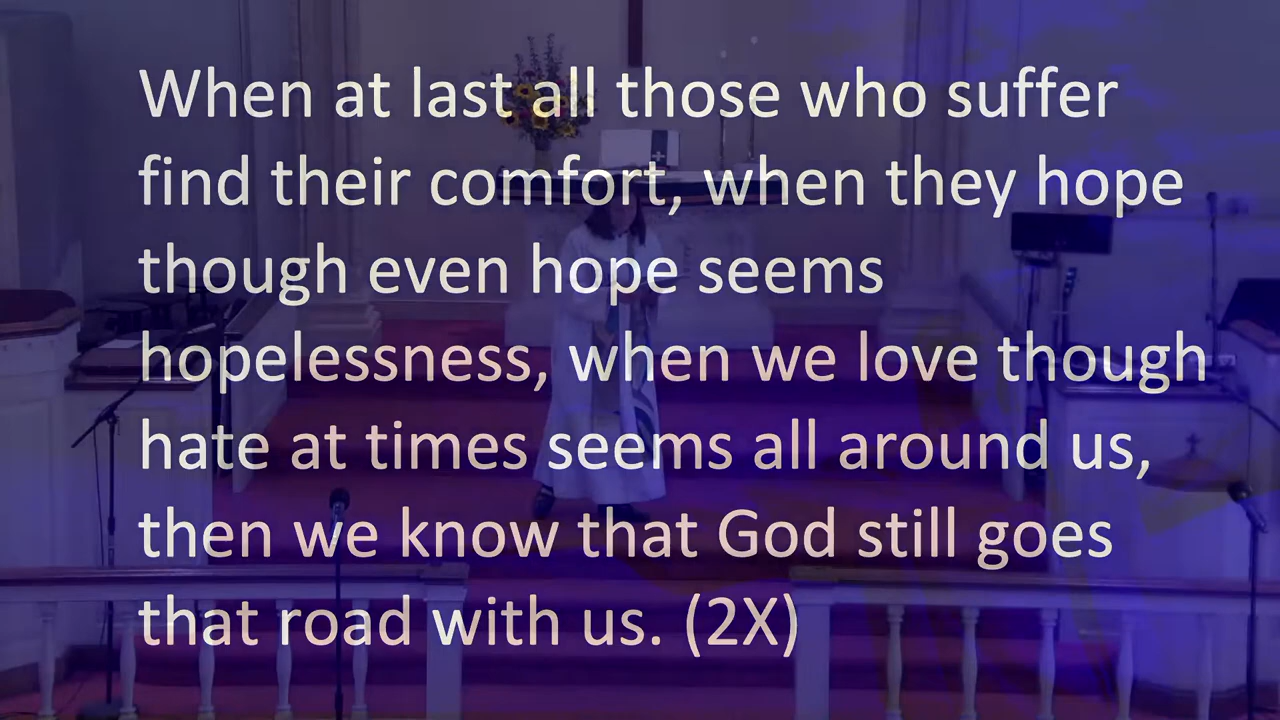 When at last all those who suffer
find their comfort, when they hope
though even hope seems
hopelessness, when we love though
hate at times seems all around us,
then we know that God still goes
that road with us. (2X)